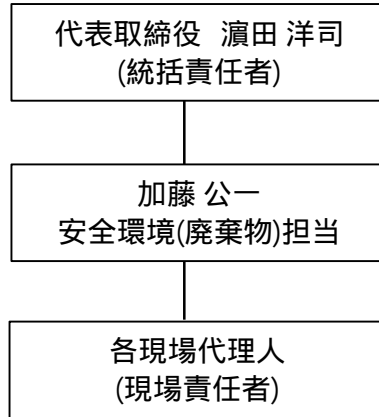 代表取締役 濵田 洋司
(統括責任者)
加藤 公一
安全環境(廃棄物)担当
各現場代理人
(現場責任者)